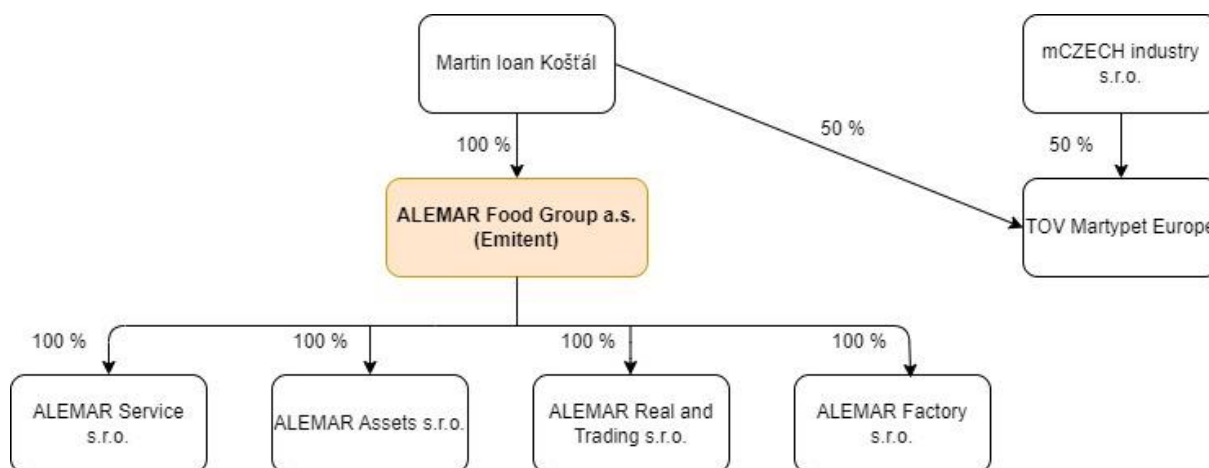 Martin Ioan Košťál
mCZECH industry
s.r.o.
100 %
50 %
50 %
ALEMAR Food Group a.s.
(Emitent)
TOV Martypet Europe
100 %
100 %
100 %
100 %
ALEMAR Service
s.r.o.
ALEMAR Assets s.r.o.
ALEMAR Real and
Trading s.r.o.
ALEMAR Factory
s.r.o.